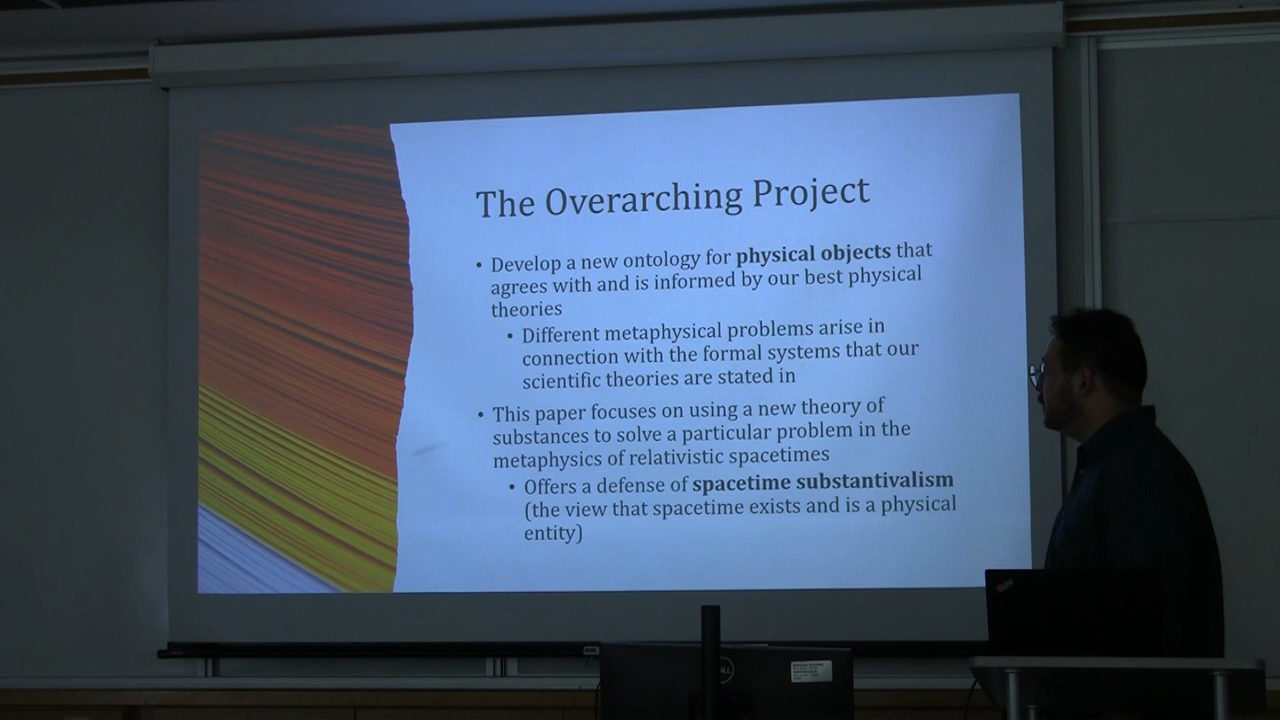 The Overarching Project
• Develop a new ontology for physical objects that
agrees with and is informed by our best physical
theories
• Different metaphysical problems arise in
connection with the formal systems that our
scientific theories are stated in
• This paper focuses on using a new theory of
substances to solve a particular problem in the
metaphysics of relativistic spacetimes
• Offers a defense of spacetime substantivalism
(the view that spacetime exists and is a physical
entity)
DELL